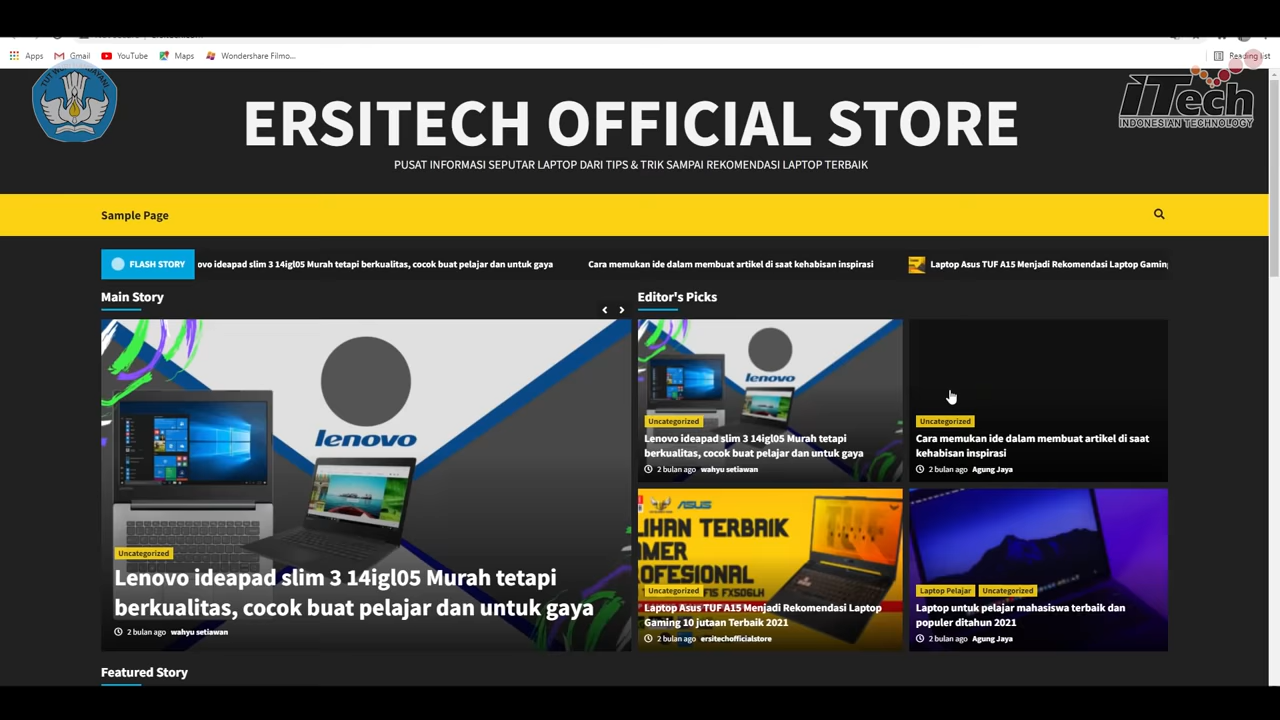 Apps
Gmail
YouTube
Maps
Wondershare Filmo...
Reading list
TUT WURI HANDAYANI
iTech
INDONESIAN TECHNOLOGY
ERSITECH OFFICIAL STORE
PUSAT INFORMASI SEPUTAR LAPTOP DARI TIPS & TRIK SAMPAI REKOMENDASI LAPTOP TERBAIK
Sample Page
FLASH STORY
ovo ideapad slim 3 14igl05 Murah tetapi berkualitas, cocok buat pelajar dan untuk gaya
Cara memukan ide dalam membuat artikel di saat kehabisan inspirasi
Laptop Asus TUF A15 Menjadi Rekomendasi Laptop Gaming
Main Story
lenovo
Uncategorized
Lenovo ideapad slim 3 14igl05 Murah tetapi
berkualitas, cocok buat pelajar dan untuk gaya
2 bulan ago wahyu setiawan
Editor's Picks
lenovo
Uncategorized
Lenovo ideapad slim 3 14igl05 Murah tetapi
berkualitas, cocok buat pelajar dan untuk gaya
2 bulan ago wahyu setiawan
Uncategorized
Cara memukan ide dalam membuat artikel di saat
kehabisan inspirasi
2 bulan ago Agung Jaya
ASUS
LIHAN TERBAIK
MER
OFESIONAL
Uncategorized
Laptop Asus TUF A15 Menjadi Rekomendasi Laptop
Gaming 10 jutaan Terbaik 2021
2 bulan ago ersitechofficialstore
Laptop Pelajar Uncategorized
Laptop untuk pelajar mahasiswa terbaik dan
populer ditahun 2021
2 bulan ago Agung Jaya
Featured Story